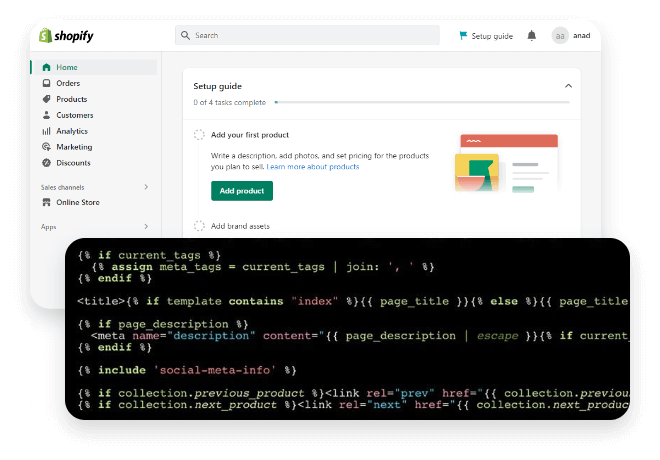 shopify
Search
Setup guide
aa
anad
Home
Orders
Products
Customers
Analytics
Marketing
Discounts
Sales channels
Online Store
Apps
Setup guide
0 of 4 tasks complete
Add your first product
Write a description, add photos, and set pricing for the products
you plan to sell. Learn more about products
Add product
Add brand assets
{% if current_tags %}
{% assign meta_tags = current_tags | join: ', ' %}
{% endif %}
<title>{% if template contains "index" %}{{ page_title }}{% else %}{{ page_title
{% if page_description %}
<meta name="description" content="{{ page_description | escape }}{% if current_
{% endif %}
{% include 'social-meta-info' %}
{% if collection.previous_product %}<link rel="prev" href="{{ collection.previou
{% if collection.next_product %}<link rel="next" href="{{ collection.next_produc